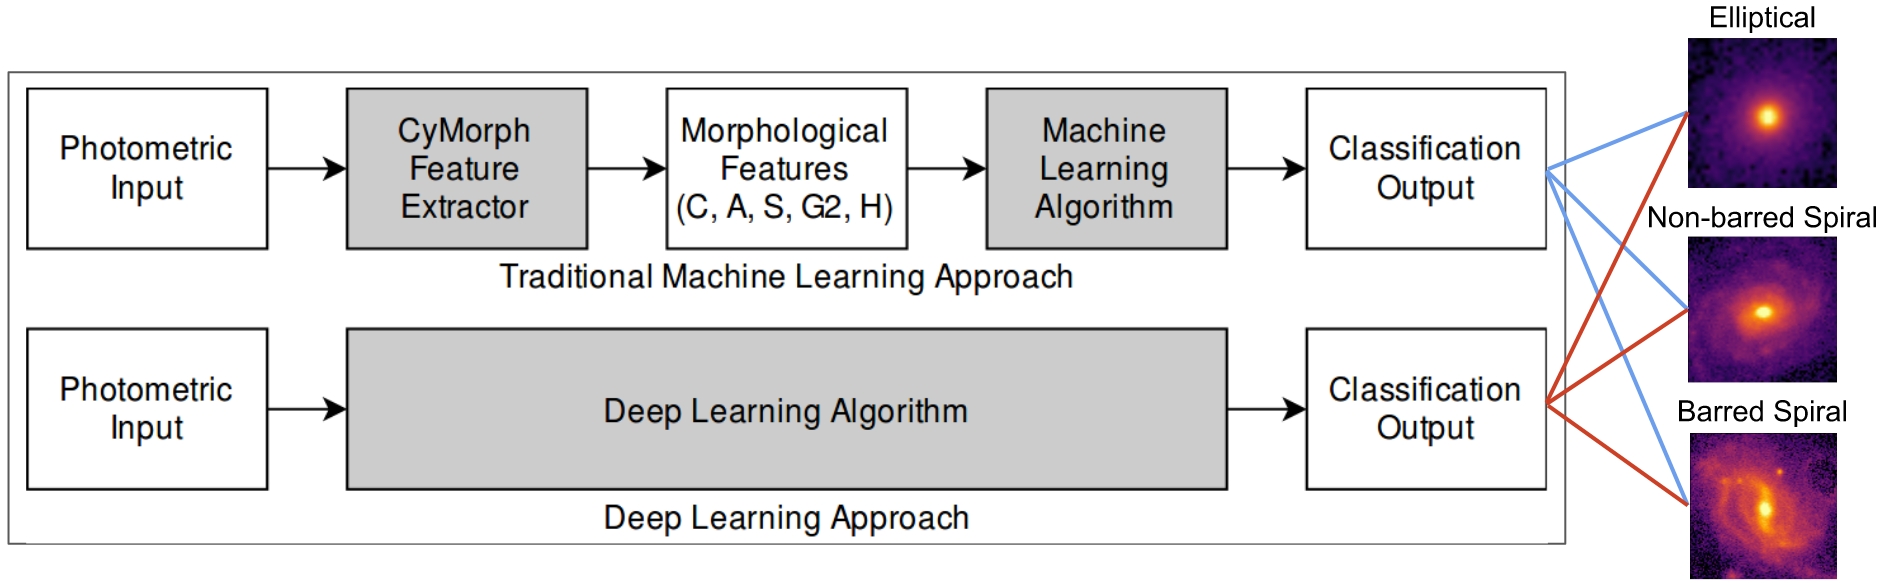 Elliptical
Photometric
Input
CyMorph
Feature
Extractor
Morphological
Features
(C, A, S, G2, H)
Machine
Learning
Algorithm
Classification
Output
Traditional Machine Learning Approach
Non-barred Spiral
Photometric
Input
Deep Learning Algorithm
Classification
Output
Deep Learning Approach
Barred Spiral